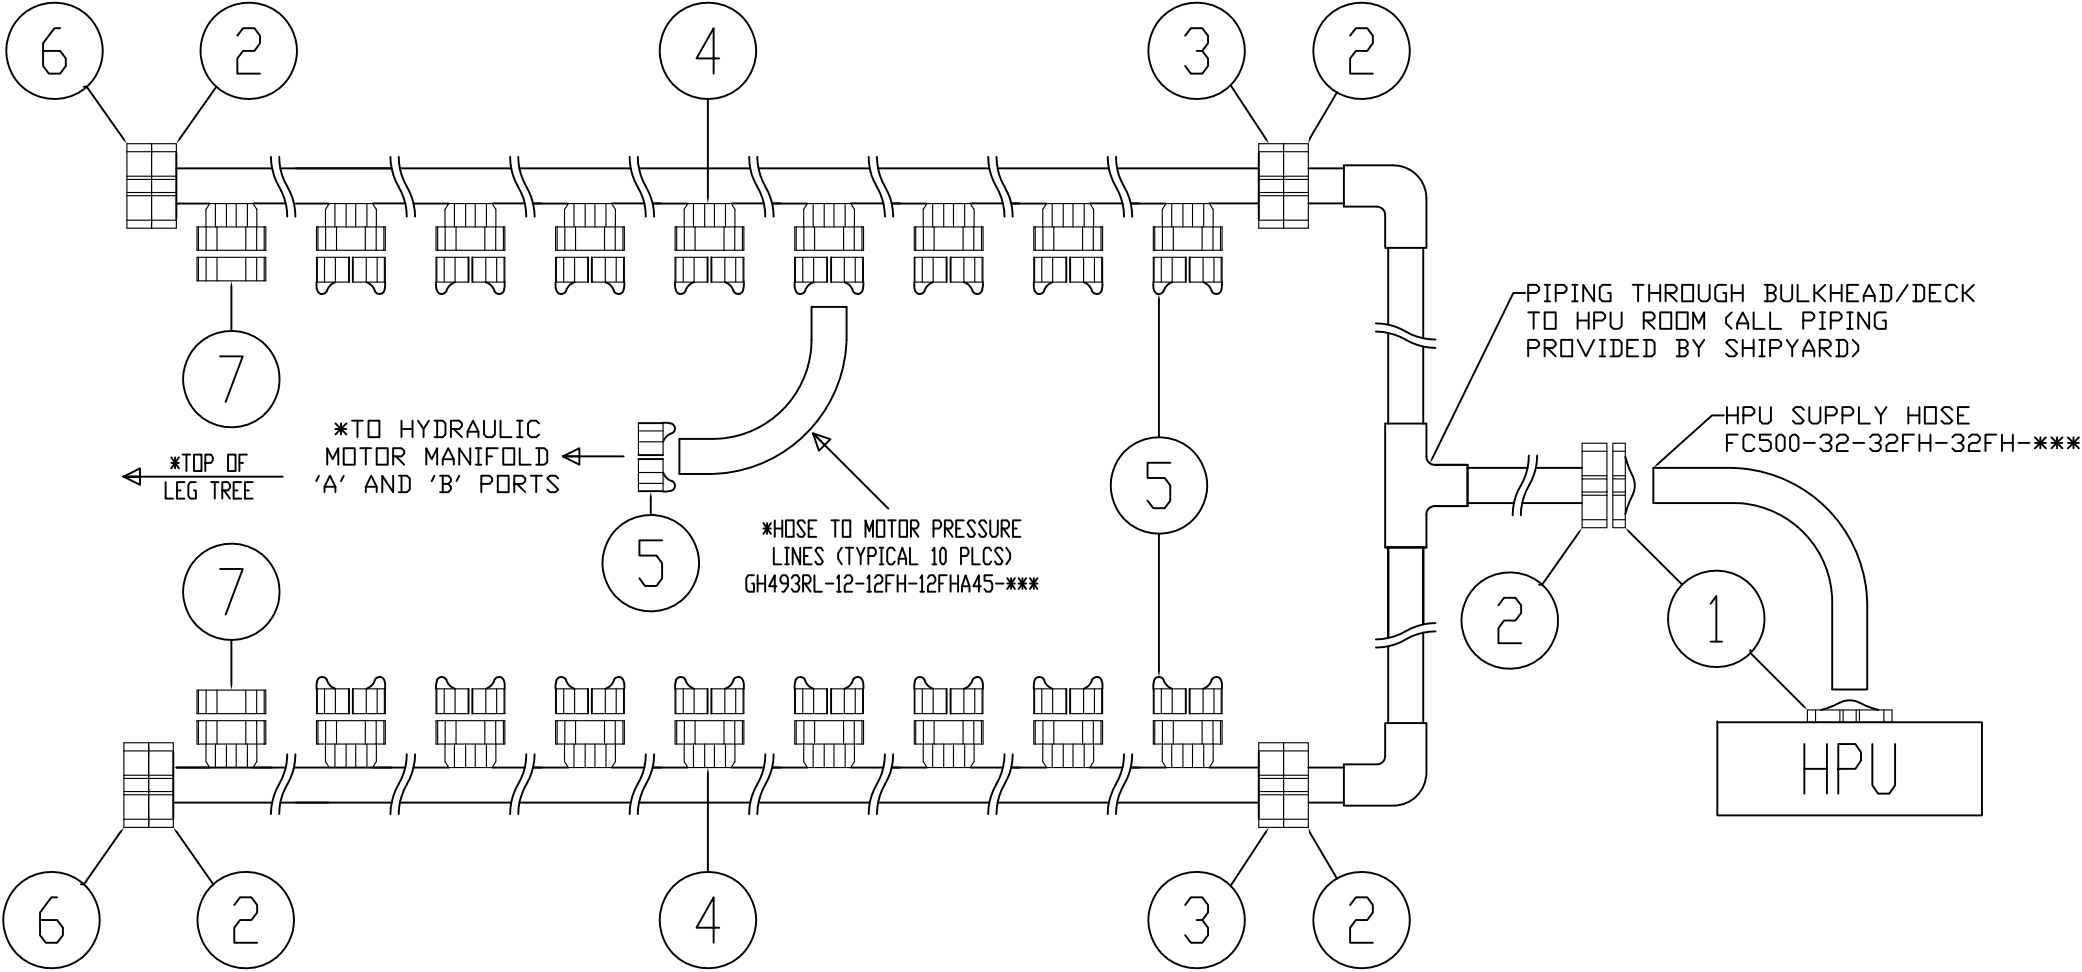 6
2
4
3
2
PIPING THROUGH BULKHEAD/DECK
TO HPU ROOM (ALL PIPING
PROVIDED BY SHIPYARD)
7
*TO HYDRAULIC
MOTOR MANIFOLD
'A' AND 'B' PORTS
*TOP OF
LEG TREE
HPU SUPPLY HOSE
FC500-32-32FH-32FH-***
5
5
*HOSE TO MOTOR PRESSURE
LINES (TYPICAL 10 PLCS)
GH493RL-12-12FH-12FHA45-***
7
2
1
HPU
6
2
4
3
2